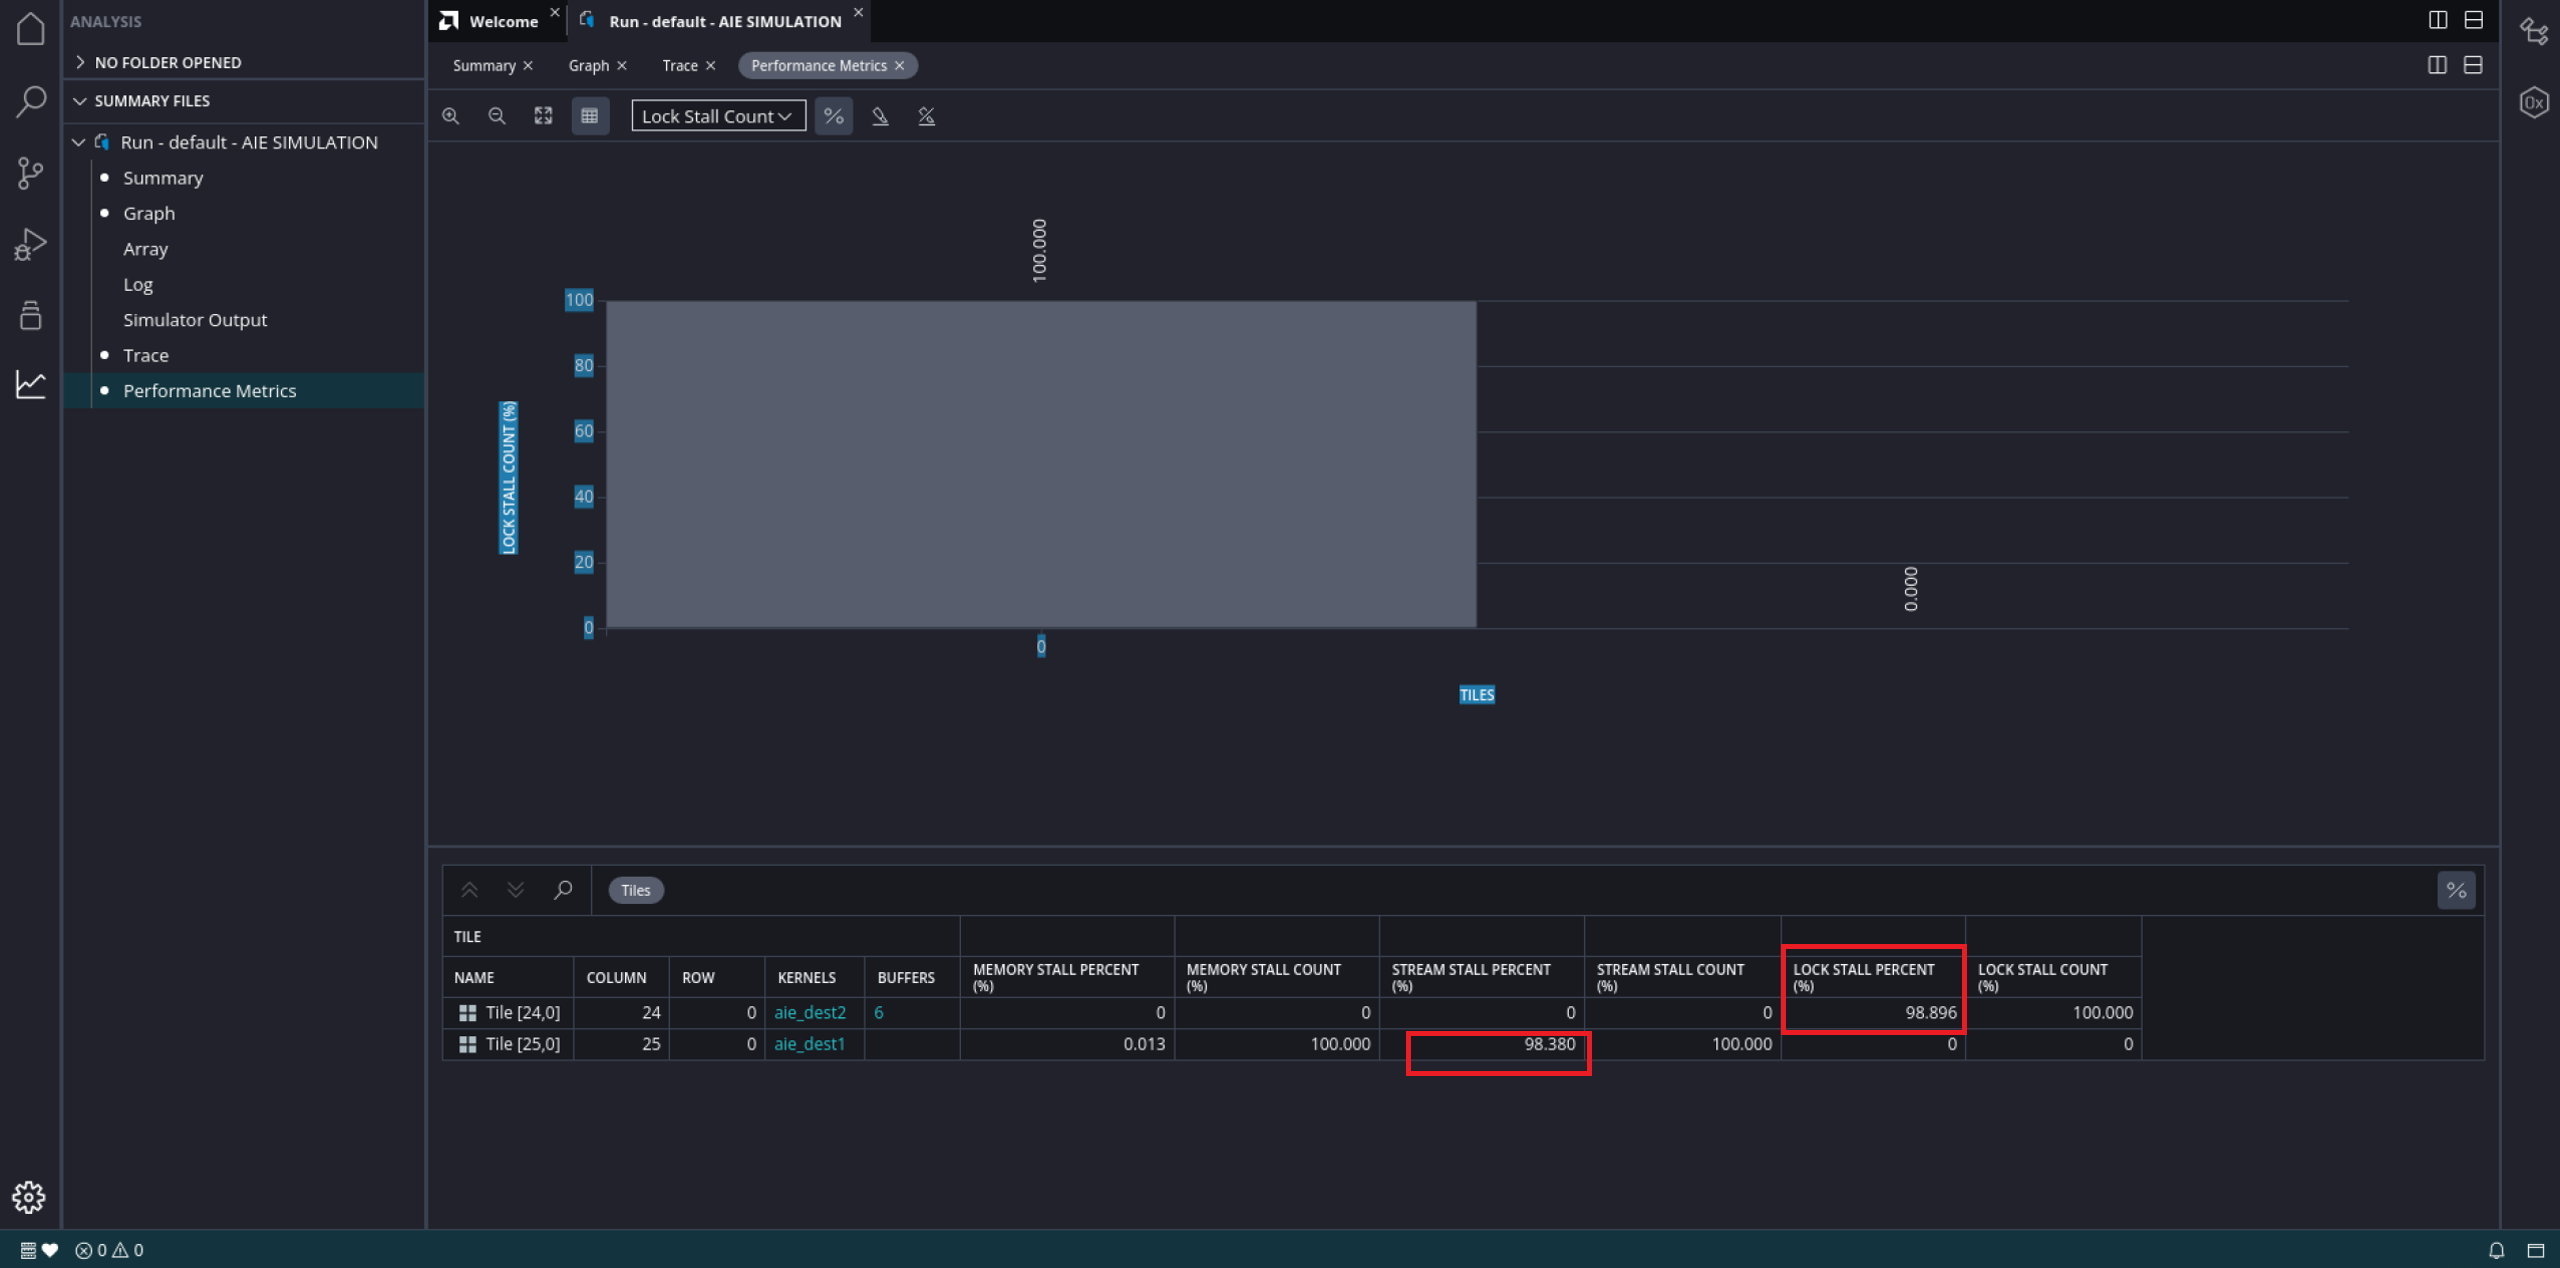 ANALYSIS
NO FOLDER OPENED
SUMMARY FILES
Run - default - AIE SIMULATION
Summary
Graph
Array
Log
Simulator Output
Trace
Performance Metrics
Welcome
Run - default - AIE SIMULATION
Summary Graph Trace Performance Metrics
Lock Stall Count %
100.000
100
80
60
40
20
0
LOCK STALL COUNT (%)
0.000
0
TILES
Tiles %
TILE
NAME COLUMN ROW KERNELS BUFFERS MEMORY STALL PERCENT (%) MEMORY STALL COUNT (%) STREAM STALL PERCENT (%) STREAM STALL COUNT (%) LOCK STALL PERCENT (%) LOCK STALL COUNT (%)
Tile [24,0] 24 0 aie_dest2 6 0 0 0 0 98.896 100.000
Tile [25,0] 25 0 aie_dest1 0.013 100.000 98.380 100.000 0 0
0 0
0x